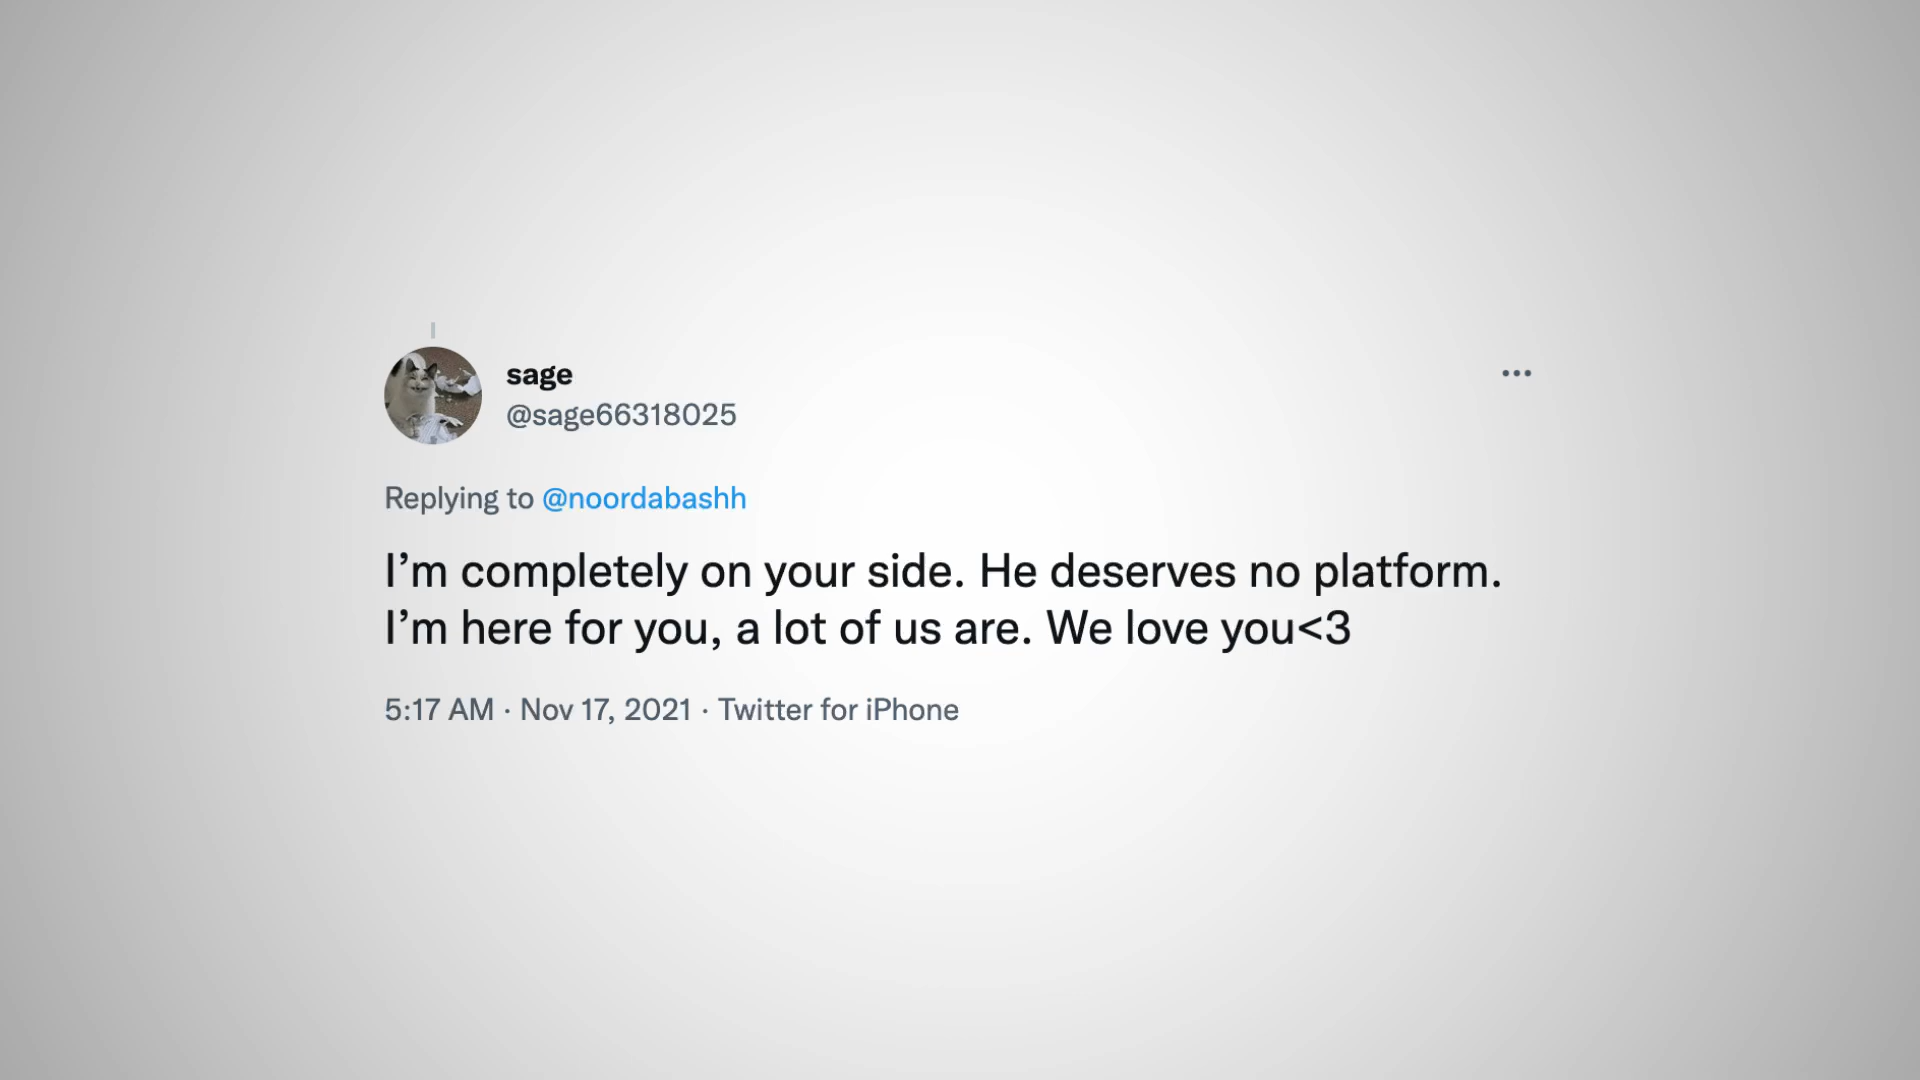 sage
@sage66318025
Replying to @noordabashh
I’m completely on your side. He deserves no platform.
I’m here for you, a lot of us are. We love you<3
5:17 AM · Nov 17, 2021 · Twitter for iPhone